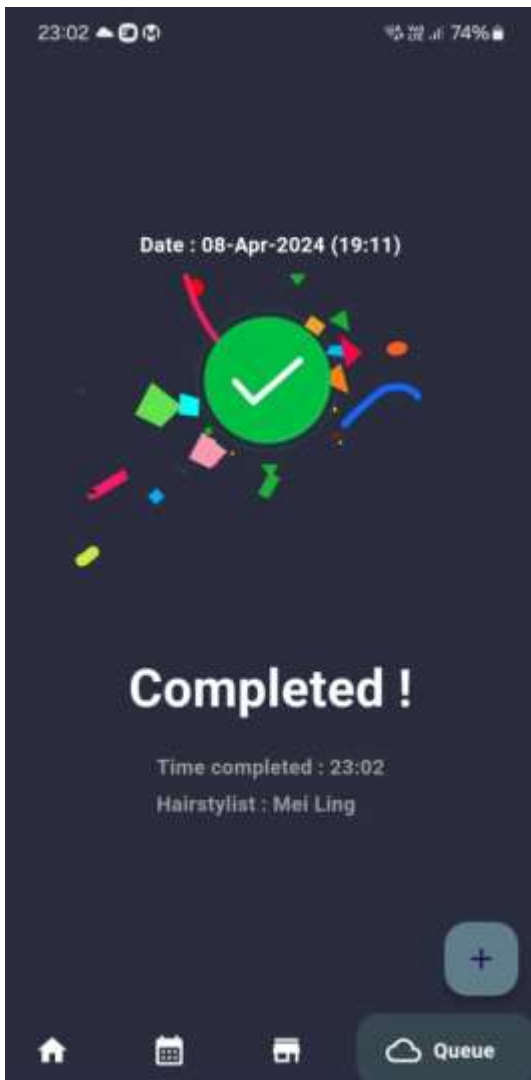 23:02
74%
Date : 08-Apr-2024 (19:11)
Completed !
Time completed : 23:02
Hairstylist : Mei Ling
+
Queue